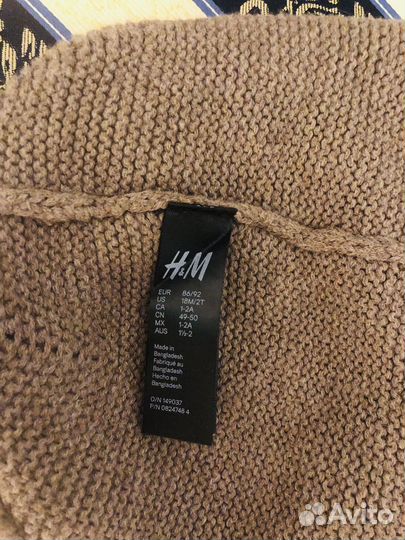 H&M
EUR 86/92
US 18M/2T
CA 1-2A
CN 49-50
MX 1-2A
AUS 1½-2
Made in
Bangladesh
Fabriqué au
Bangladesh
Hecho en
Bangladesh
O/N 149037
P/N 0824748 4
Avito